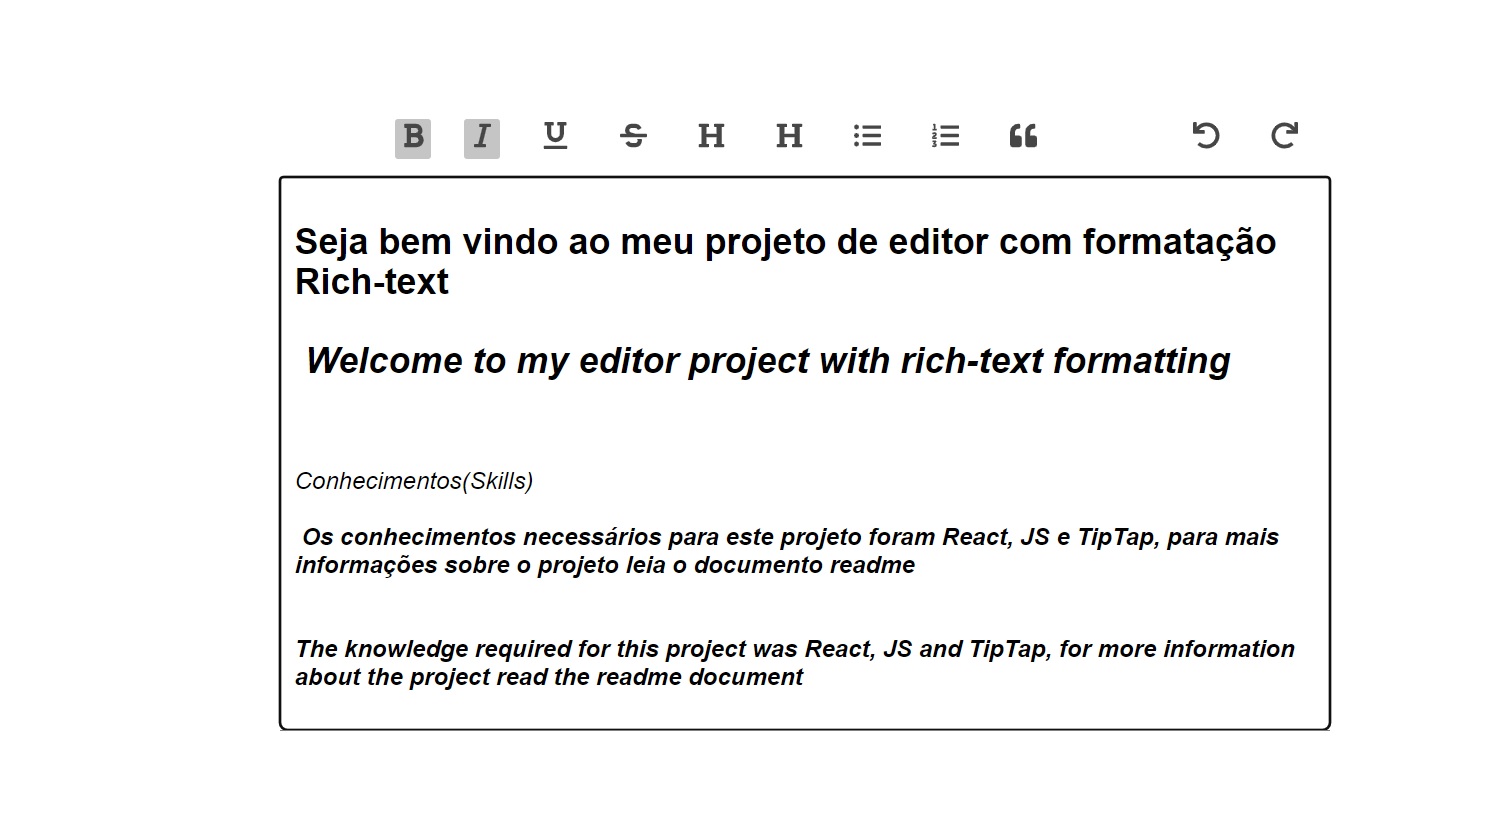 B I U S H H
Seja bem vindo ao meu projeto de editor com formatação
Rich-text
Welcome to my editor project with rich-text formatting
Conhecimentos(Skills)
Os conhecimentos necessários para este projeto foram React, JS e TipTap, para mais
informações sobre o projeto leia o documento readme
The knowledge required for this project was React, JS and TipTap, for more information
about the project read the readme document